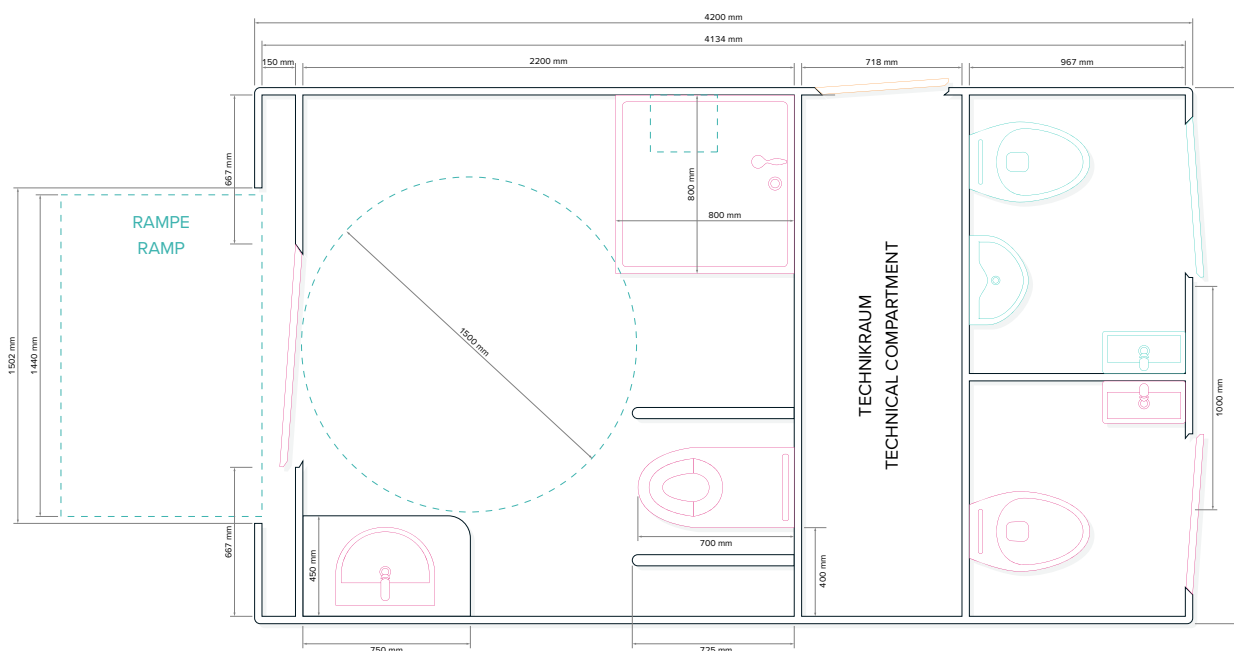 4200 mm
4134 mm
150 mm
2200 mm
718 mm
967 mm
667 mm
800 mm
800 mm
RAMPE
RAMP
1500 mm
1502 mm
1440 mm
TECHNIKRAUM
TECHNICAL COMPARTMENT
1000 mm
667 mm
450 mm
700 mm
400 mm
750 mm
725 mm